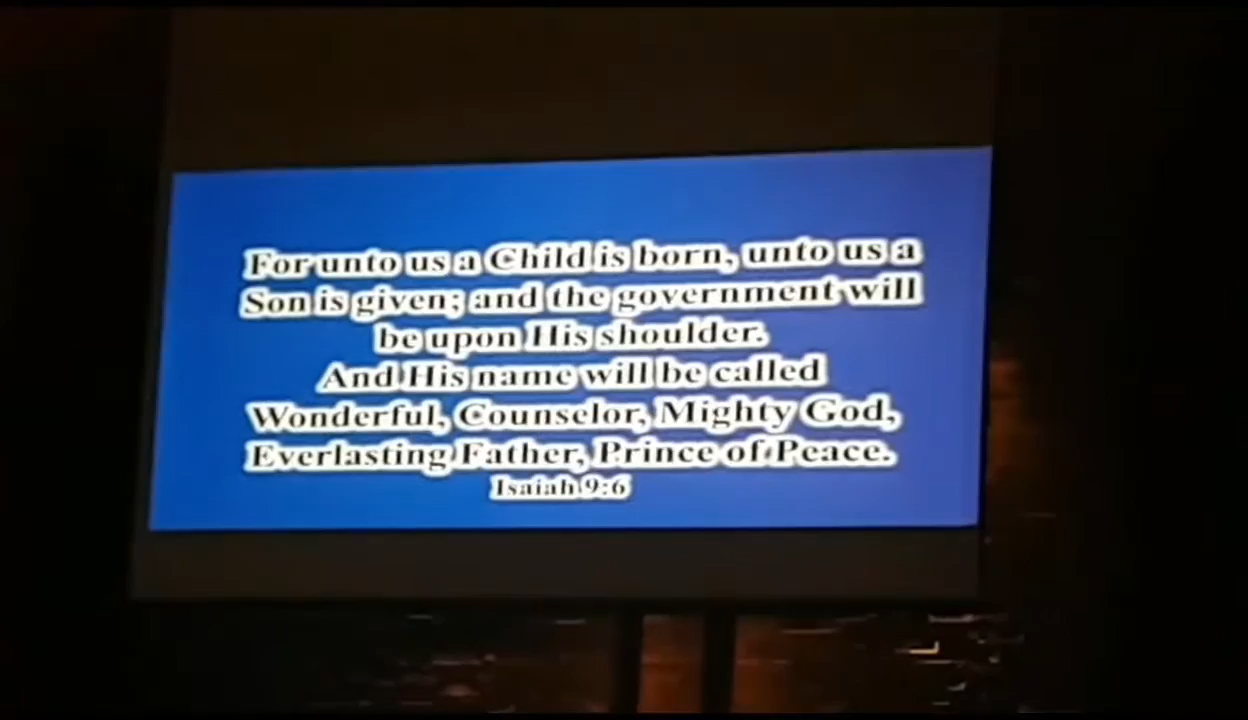 For unto us a Child is born, unto us a
Son is given; and the government will
be upon His shoulder.
And His name will be called
Wonderful, Counselor, Mighty God,
Everlasting Father, Prince of Peace.
Isaiah 9:6